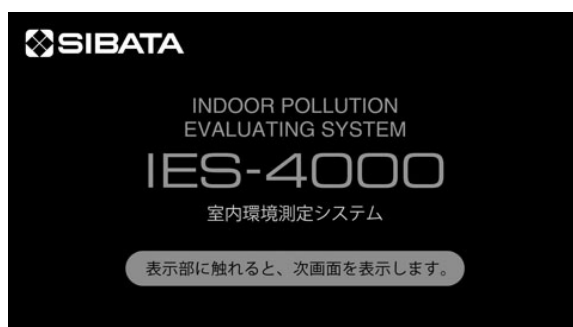 SIBATA
INDOOR POLLUTION
EVALUATING SYSTEM
IES-4000
室内環境測定システム
表示部に触れると、次画面を表示します。